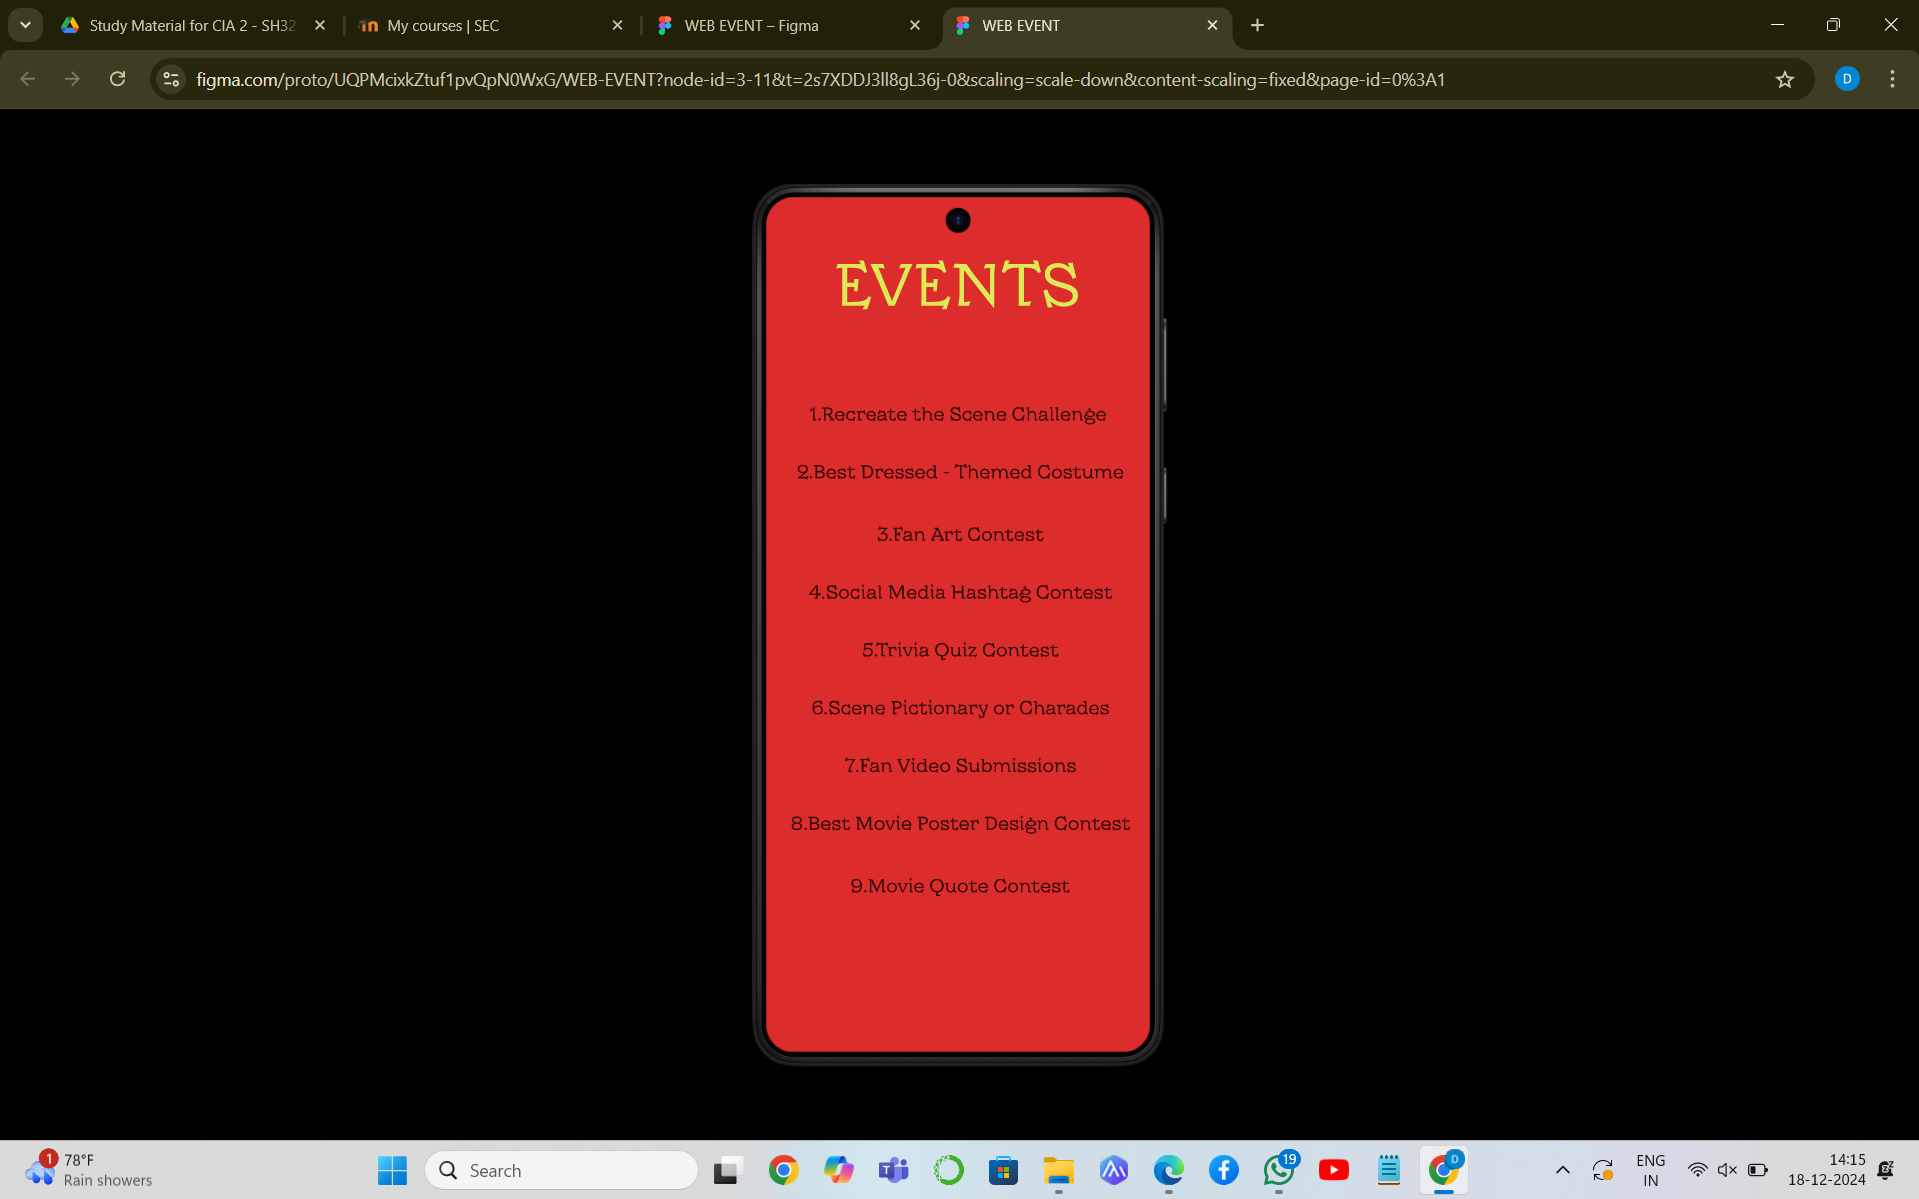 Study Material for CIA 2 - SH32
My courses | SEC
WEB EVENT – Figma
WEB EVENT
figma.com/proto/UQPMcixkZtuf1pvQpN0WxG/WEB-EVENT?node-id=3-11&t=2s7XDDJ3ll8gL36j-0&scaling=scale-down&content-scaling=fixed&page-id=0%3A1
D
EVENTS
1.Recreate the Scene Challenge
2.Best Dressed - Themed Costume
3.Fan Art Contest
4.Social Media Hashtag Contest
5.Trivia Quiz Contest
6.Scene Pictionary or Charades
7.Fan Video Submissions
8.Best Movie Poster Design Contest
9.Movie Quote Contest
1
78°F
Rain showers
Search
19
D
ENG
IN
14:15
18-12-2024